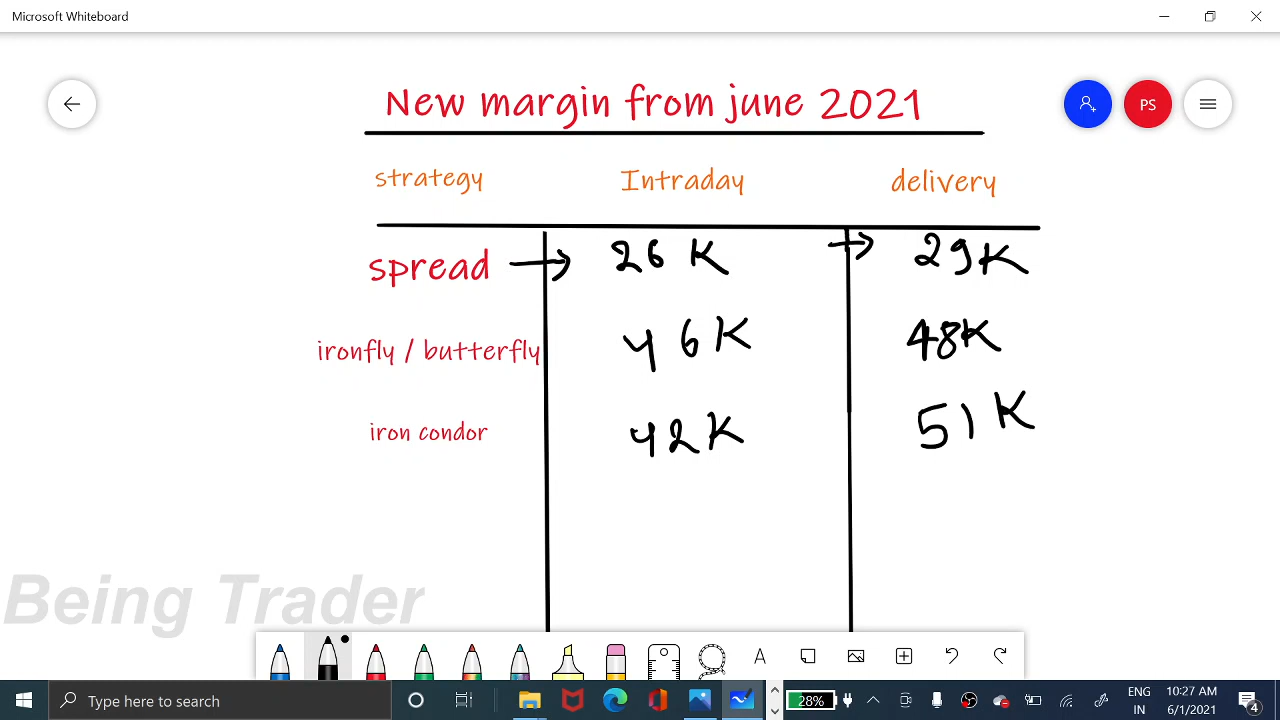 Microsoft Whiteboard
New margin from june 2021
PS
strategy Intraday delivery
spread → 26 K → 29K
ironfly / butterfly 46K 48K
iron condor 42K 51K
Being Trader
A
Type here to search
28%
ENG
IN
10:27 AM
6/1/2021
4